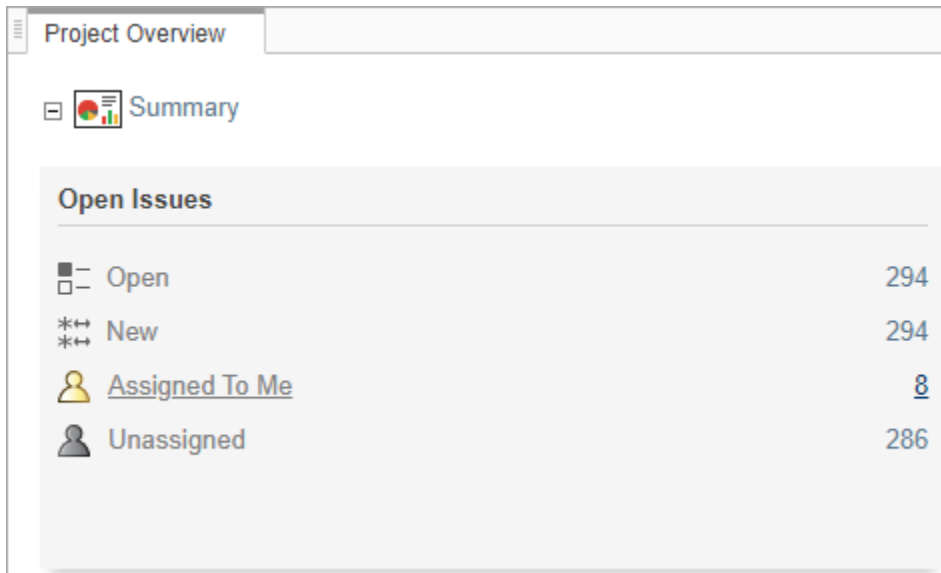 Project Overview
Summary
Open Issues
Open 294
New 294
Assigned To Me 8
Unassigned 286